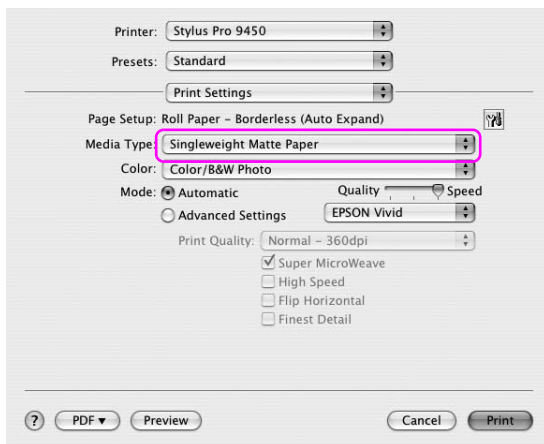 Printer: Stylus Pro 9450
Presets: Standard
Print Settings
Page Setup: Roll Paper – Borderless (Auto Expand)
Media Type: Singleweight Matte Paper
Color: Color/B&W Photo
Mode: Automatic Quality Speed
Advanced Settings EPSON Vivid
Print Quality: Normal – 360dpi
Super MicroWeave
High Speed
Flip Horizontal
Finest Detail
? PDF ▼ Preview Cancel Print